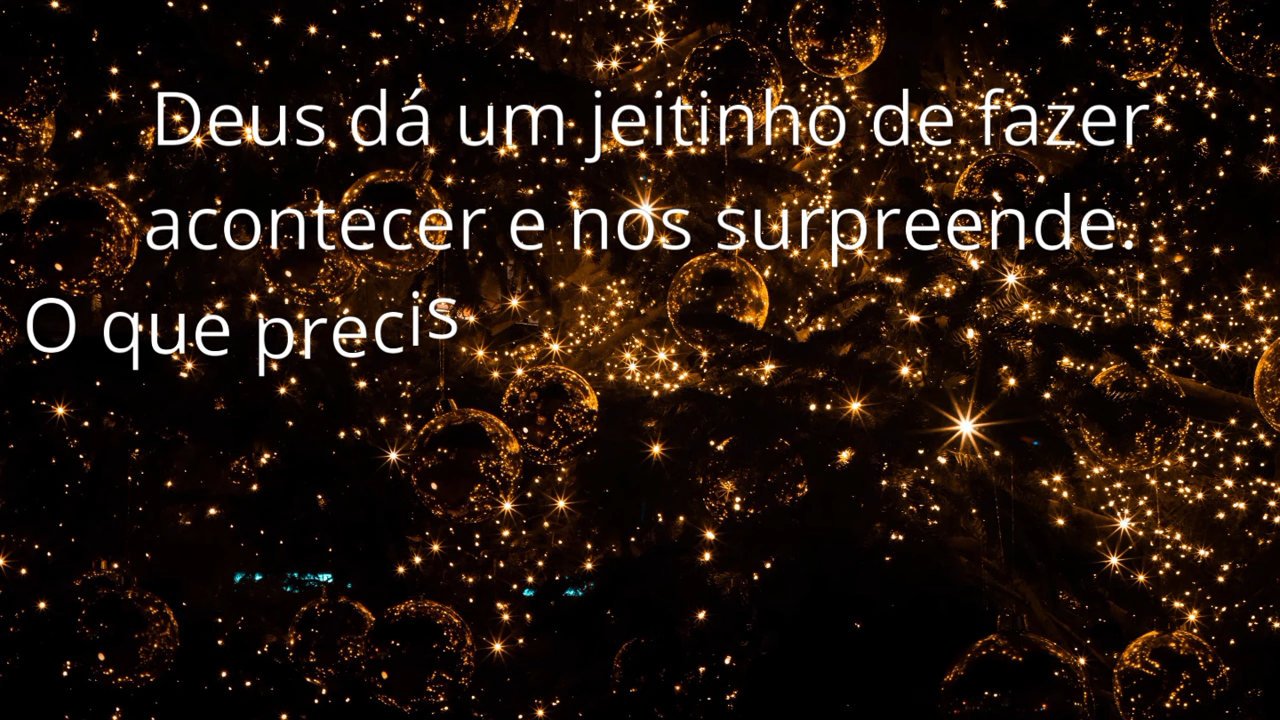 Deus dá um jeitinho de fazer
acontecer e nos surpreende.
O que precis